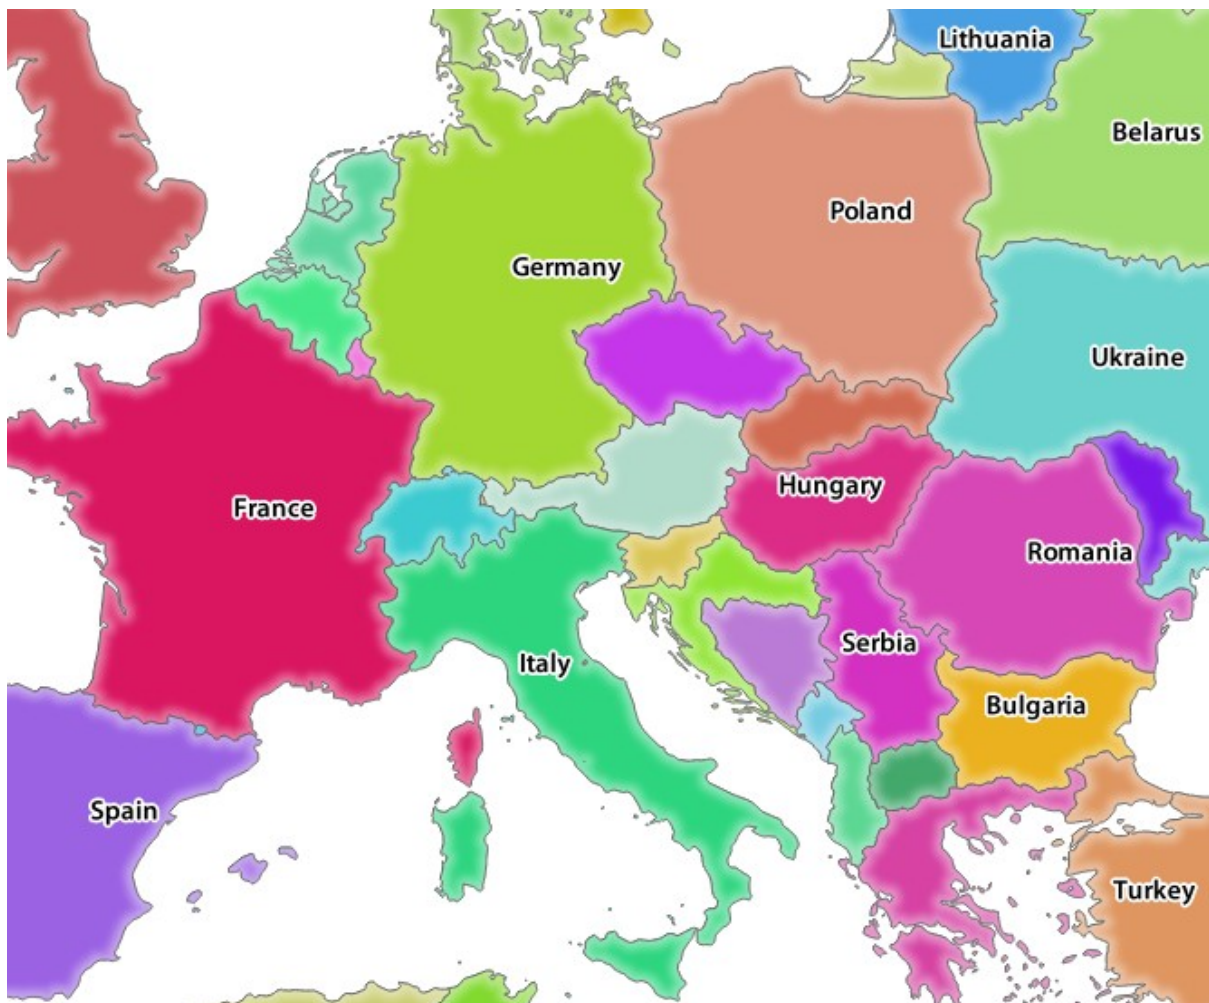 Lithuania
Belarus
Poland
Germany
Ukraine
Hungary
France
Romania
Serbia
Italy
Bulgaria
Spain
Turkey